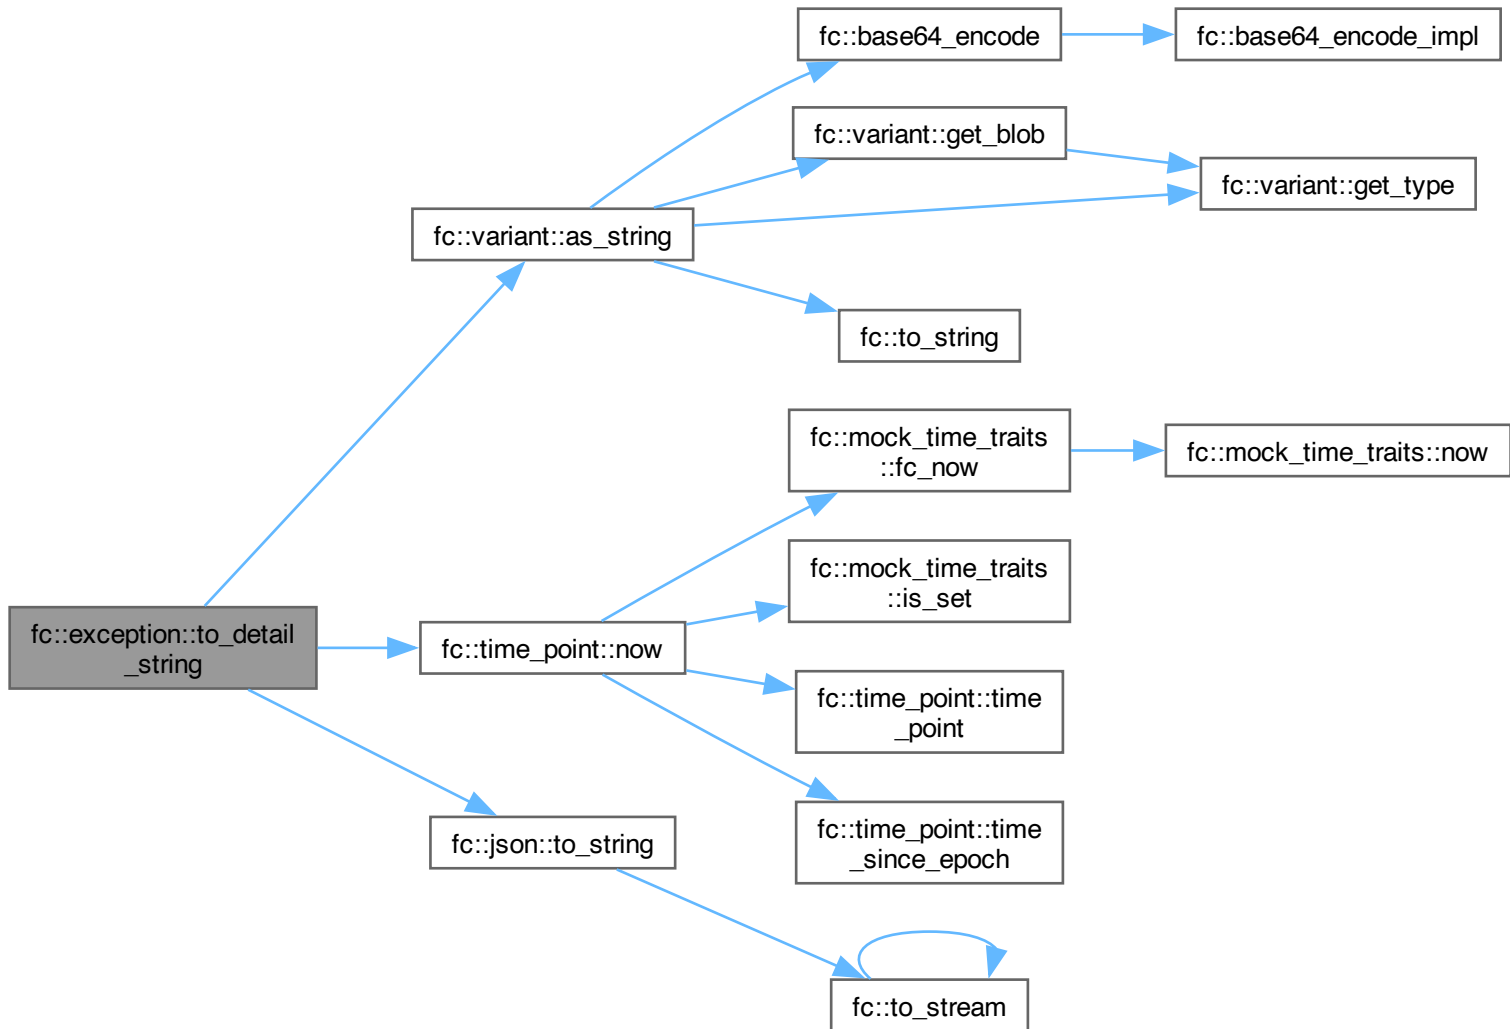 fc::base64_encode
fc::base64_encode_impl
fc::variant::get_blob
fc::variant::get_type
fc::variant::as_string
fc::to_string
fc::mock_time_traits
::fc_now
fc::mock_time_traits::now
fc::mock_time_traits
::is_set
fc::exception::to_detail
_string
fc::time_point::now
fc::time_point::time
_point
fc::time_point::time
_since_epoch
fc::json::to_string
fc::to_stream